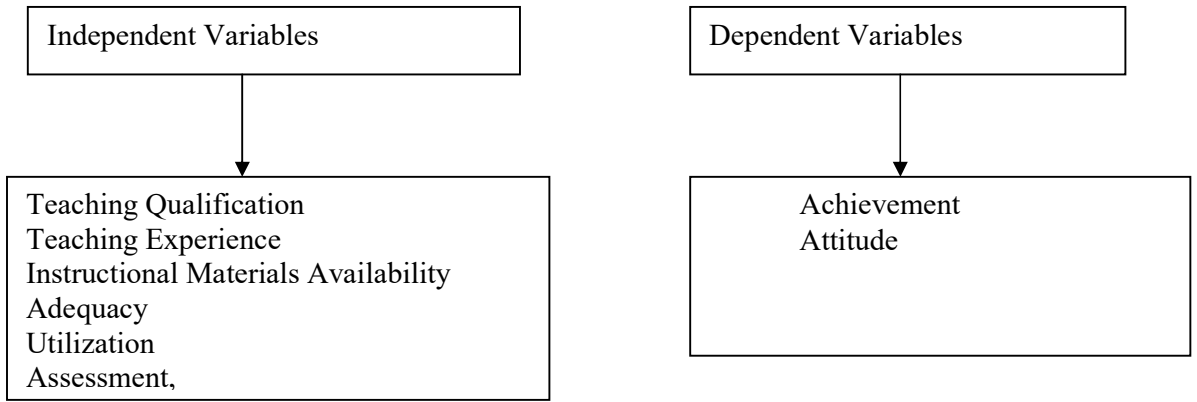 Independent Variables
Dependent Variables
Teaching Qualification
Teaching Experience
Instructional Materials Availability
Adequacy
Utilization
Assessment,
Achievement
Attitude